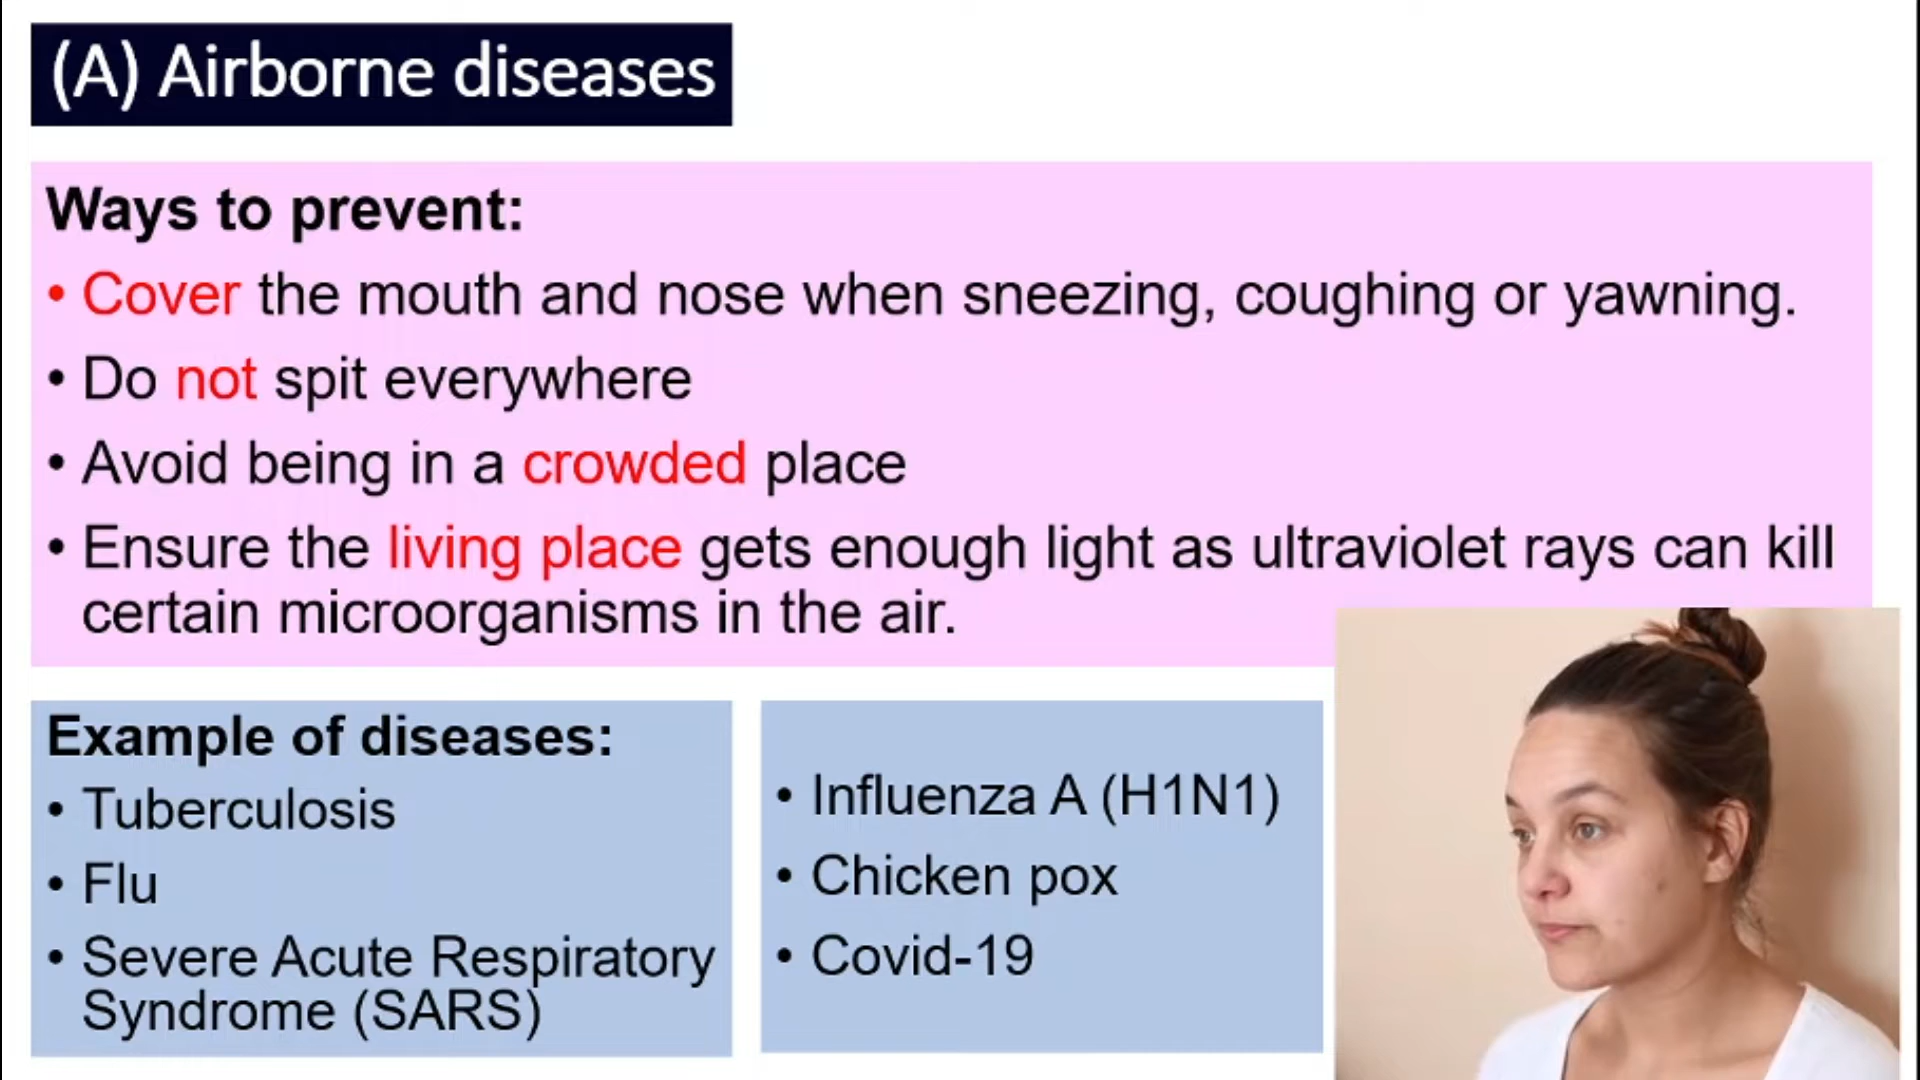 (A) Airborne diseases
Ways to prevent:
• Cover the mouth and nose when sneezing, coughing or yawning.
• Do not spit everywhere
• Avoid being in a crowded place
• Ensure the living place gets enough light as ultraviolet rays can kill
certain microorganisms in the air.
Example of diseases:
• Tuberculosis
• Flu
• Severe Acute Respiratory
Syndrome (SARS)
• Influenza A (H1N1)
• Chicken pox
• Covid-19